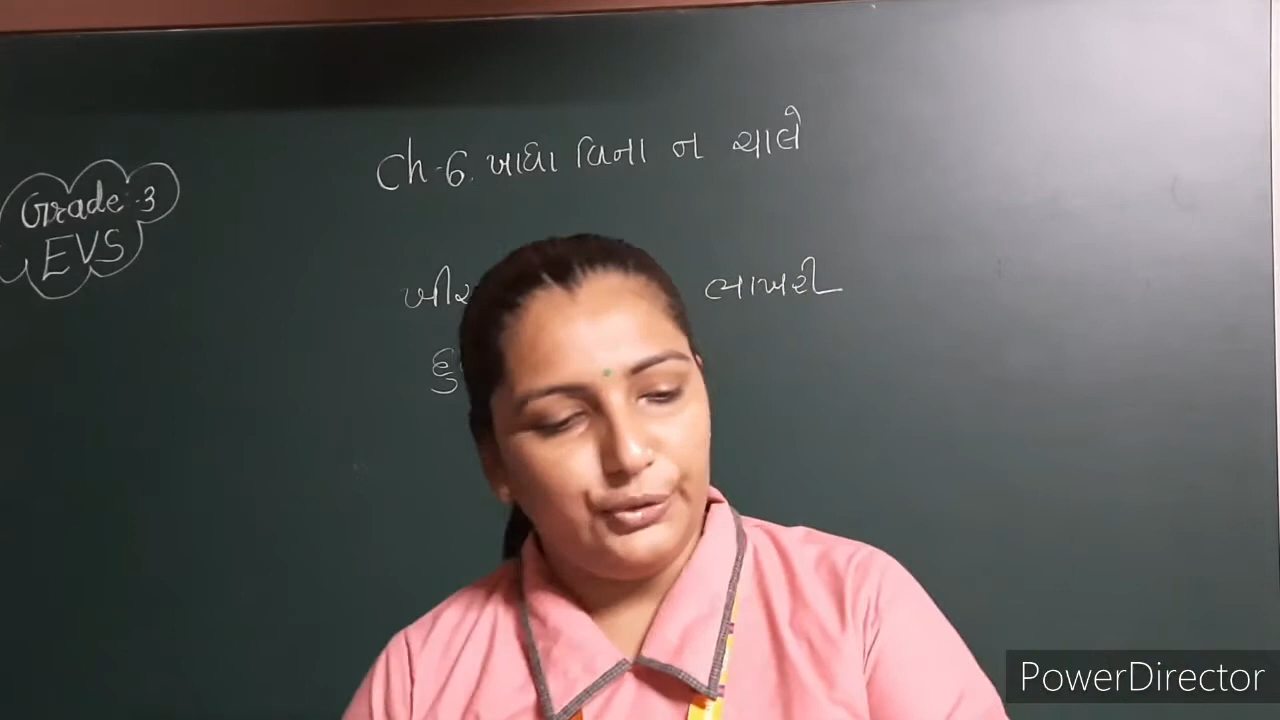 Ch-6. ખાધા વિના ન ચાલે
Grade-3
EVS
ભાખરી
PowerDirector